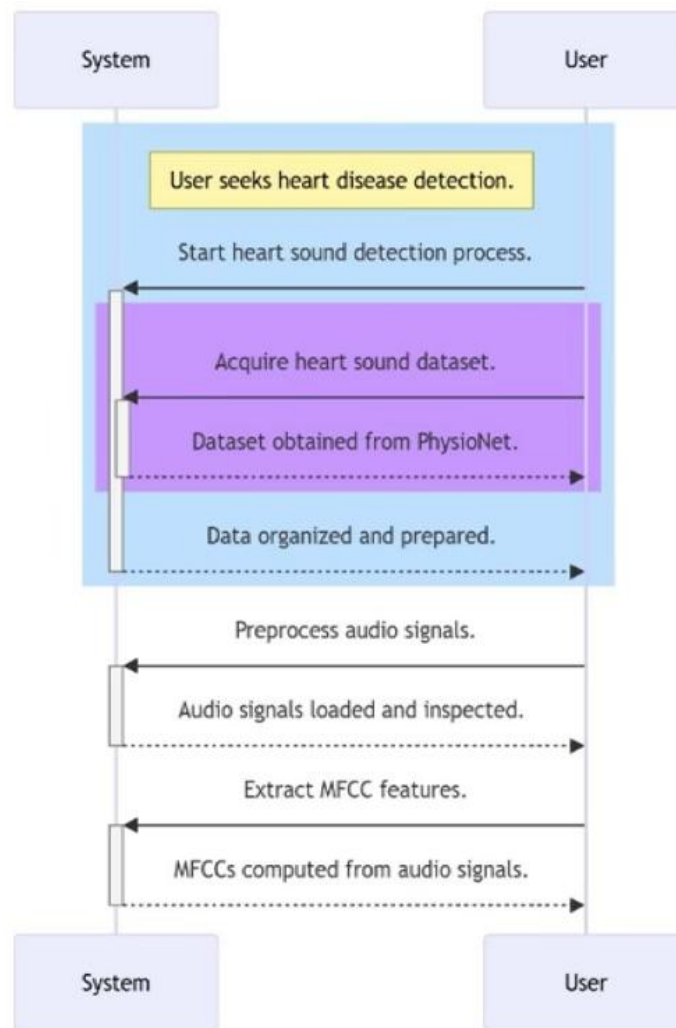 System
User
User seeks heart disease detection.
Start heart sound detection process.
Acquire heart sound dataset.
Dataset obtained from PhysioNet.
Data organized and prepared.
Preprocess audio signals.
Audio signals loaded and inspected.
Extract MFCC features.
MFCCs computed from audio signals.
System
User